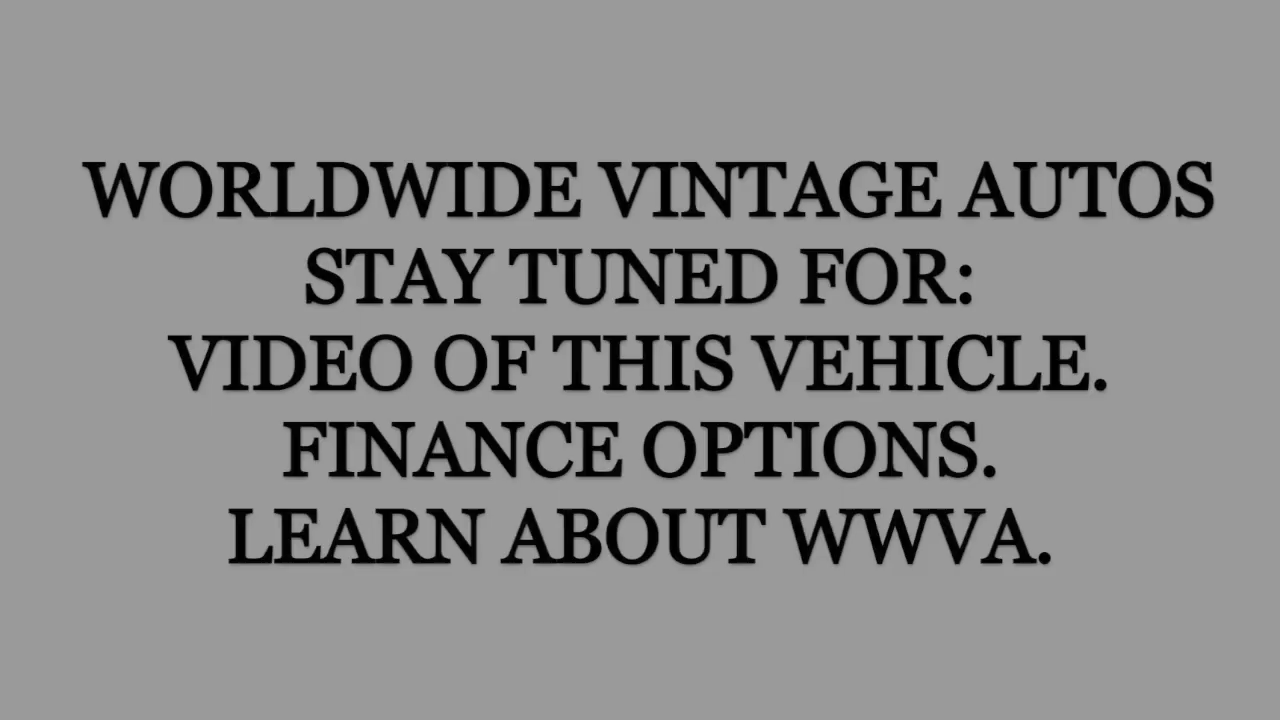 WORLDWIDE VINTAGE AUTOS
STAY TUNED FOR:
VIDEO OF THIS VEHICLE.
FINANCE OPTIONS.
LEARN ABOUT WWVA.